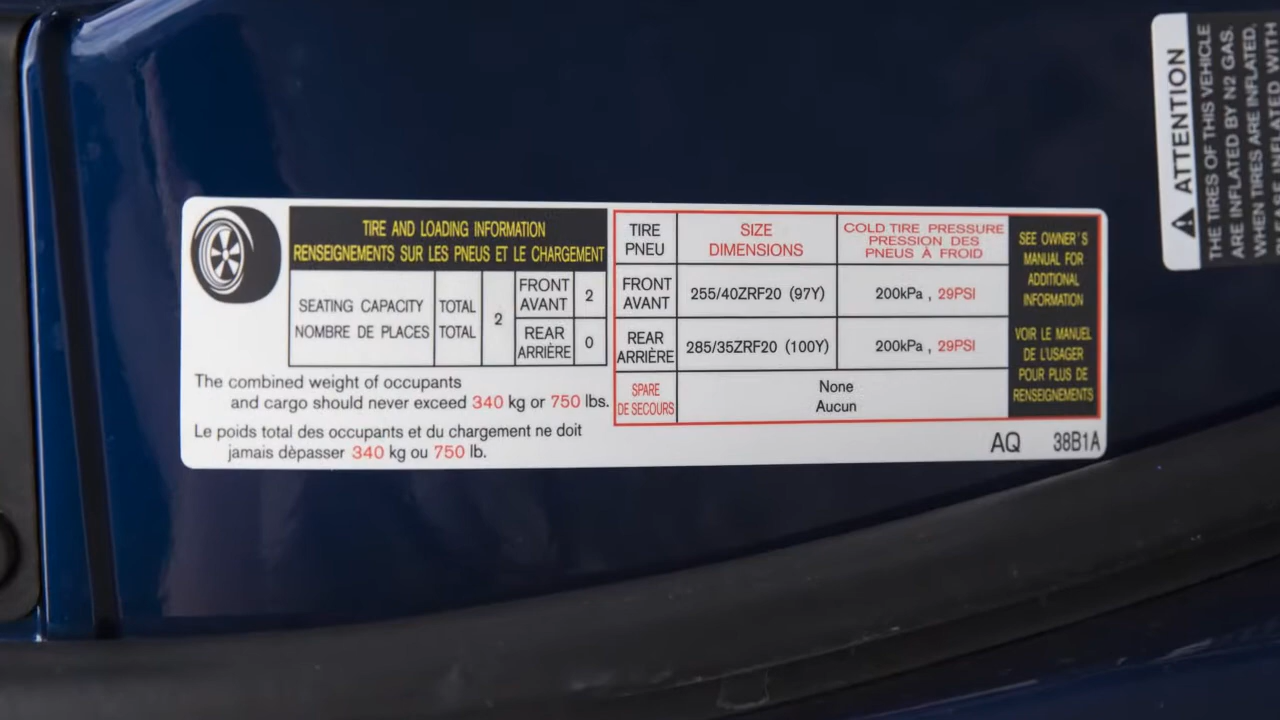 TIRE AND LOADING INFORMATION
RENSEIGNEMENTS SUR LES PNEUS ET LE CHARGEMENT
SEATING CAPACITY
NOMBRE DE PLACES
TOTAL
TOTAL
2
FRONT
AVANT
2
REAR
ARRIÈRE
0
The combined weight of occupants
and cargo should never exceed 340 kg or 750 lbs.
Le poids total des occupants et du chargement ne doit
jamais dèpasser 340 kg ou 750 lb.
TIRE
PNEU
SIZE
DIMENSIONS
COLD TIRE PRESSURE
PRESSION DES
PNEUS À FROID
FRONT
AVANT
255/40ZRF20 (97Y)
200kPa , 29PSI
REAR
ARRIÈRE
285/35ZRF20 (100Y)
200kPa , 29PSI
SPARE
DE SECOURS
None
Aucun
SEE OWNER'S
MANUAL FOR
ADDITIONAL
INFORMATION
VOIR LE MANUEL
DE L'USAGER
POUR PLUS DE
RENSEIGNEMENTS
AQ 38B1A
ATTENTION
THE TIRES OF THIS VEHICLE
ARE INFLATED BY N2 GAS.
WHEN TIRES ARE INFLATED,
INFLATED WITH